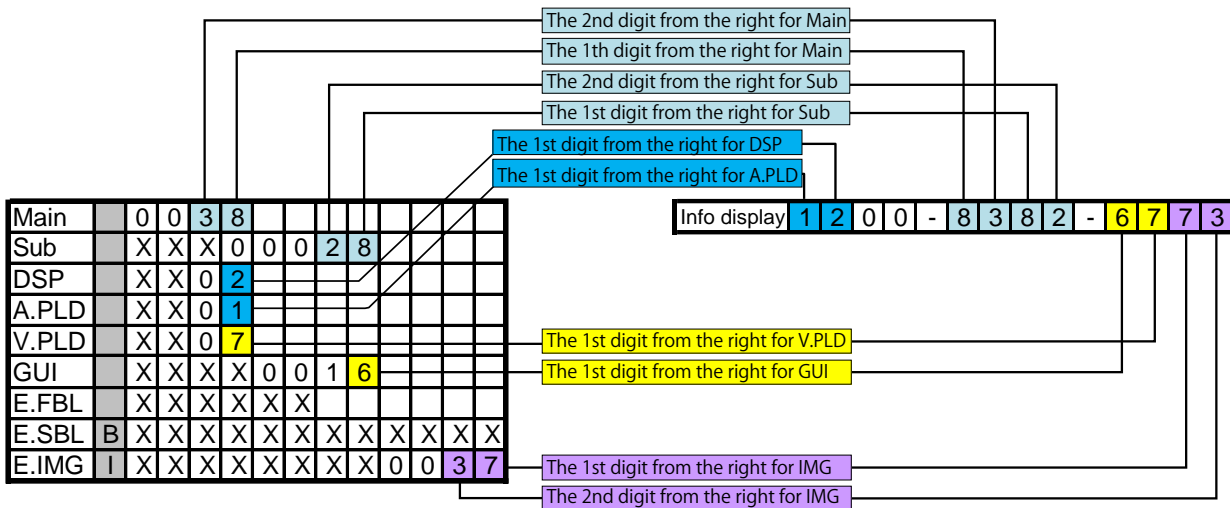 The 2nd digit from the right for Main
The 1th digit from the right for Main
The 2nd digit from the right for Sub
The 1st digit from the right for Sub
The 1st digit from the right for DSP
The 1st digit from the right for A.PLD
Main 0 0 3 8
Info display 1 2 0 0 - 8 3 8 2 - 6 7 7 3
Sub X X X 0 0 0 2 8
DSP X X 0 2
A.PLD X X 0 1
V.PLD X X 0 7
The 1st digit from the right for V.PLD
GUI X X X X 0 0 1 6
The 1st digit from the right for GUI
E.FBL X X X X X X
E.SBL B X X X X X X X X X X X X X
E.IMG I X X X X X X X X 0 0 3 7
The 1st digit from the right for IMG
The 2nd digit from the right for IMG